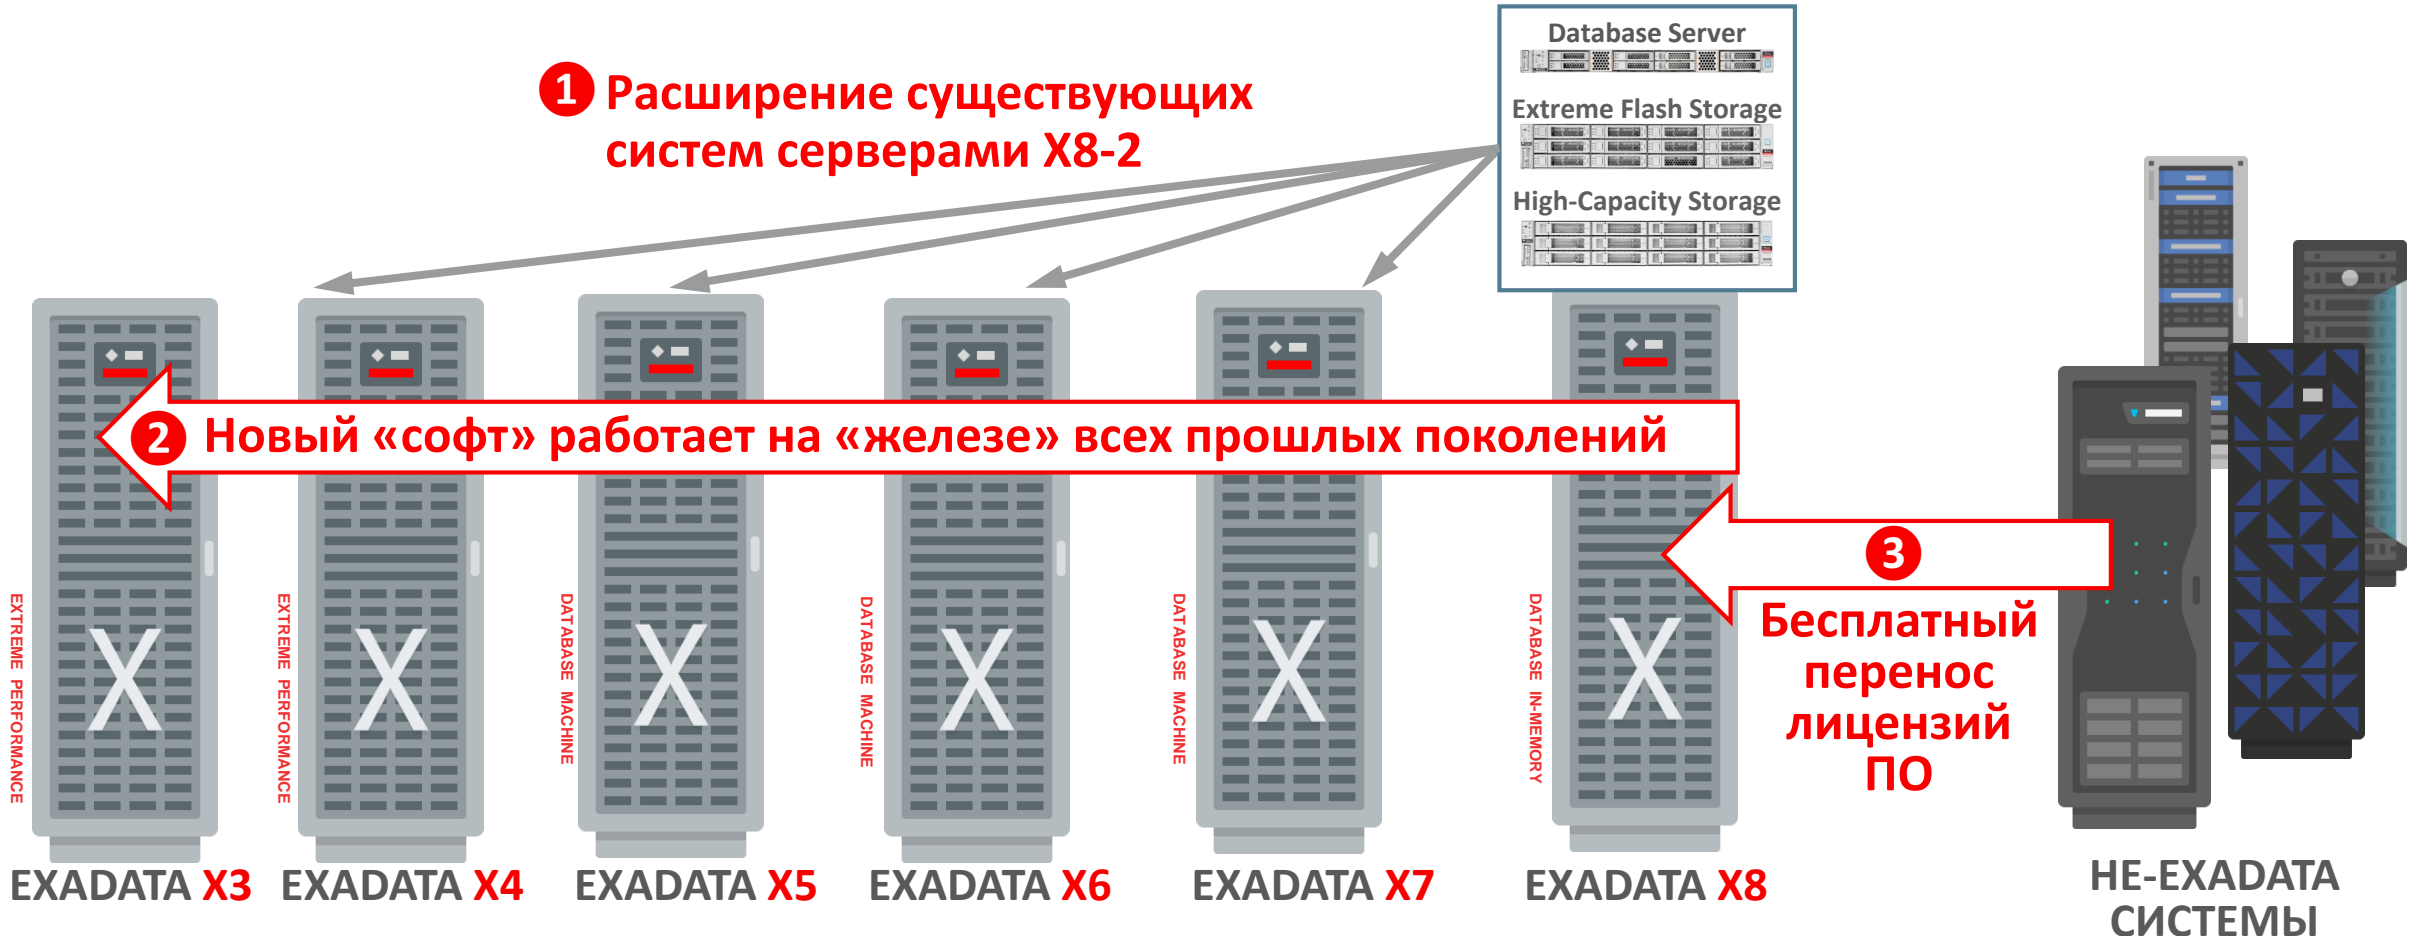 Database Server
Extreme Flash Storage
High-Capacity Storage
1 Расширение существующих
систем серверами X8-2
2 Новый «софт» работает на «железе» всех прошлых поколений
3
Бесплатный
перенос
лицензий
ПО
EXTREME PERFORMANCE
EXTREME PERFORMANCE
DATABASE MACHINE
DATABASE MACHINE
DATABASE MACHINE
DATABASE IN-MEMORY
X
X
X
X
X
X
EXADATA X3
EXADATA X4
EXADATA X5
EXADATA X6
EXADATA X7
EXADATA X8
НЕ-EXADATA
СИСТЕМЫ